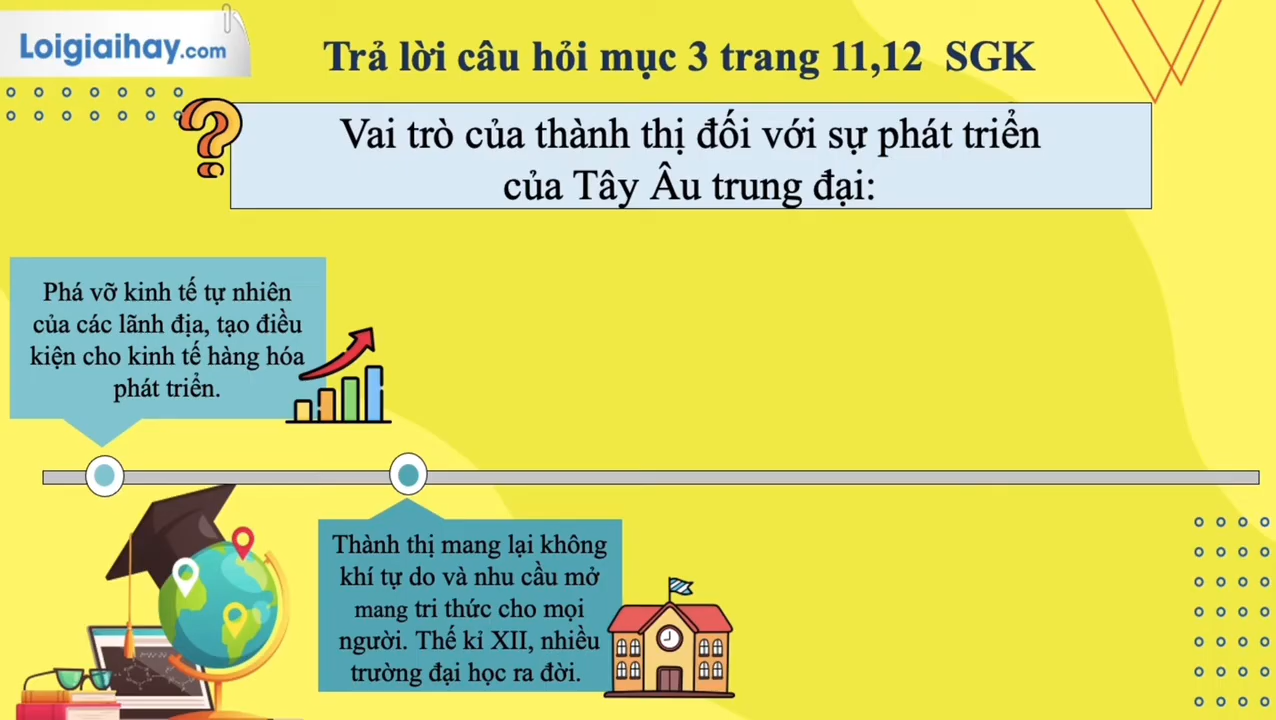 Loigiaihay.com
Trả lời câu hỏi mục 3 trang 11,12 SGK
Vai trò của thành thị đối với sự phát triển
của Tây Âu trung đại:
Phá vỡ kinh tế tự nhiên
của các lãnh địa, tạo điều
kiện cho kinh tế hàng hóa
phát triển.
Thành thị mang lại không
khí tự do và nhu cầu mở
mang tri thức cho mọi
người. Thế kỉ XII, nhiều
trường đại học ra đời.